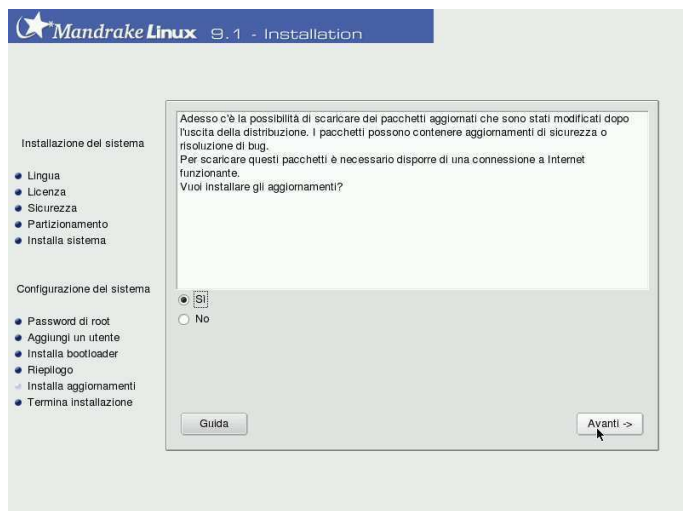 Mandrake Linux 9.1 - Installation
Installazione del sistema
Lingua
Licenza
Sicurezza
Partizionamento
Installa sistema
Configurazione del sistema
Password di root
Aggiungi un utente
Installa bootloader
Riepilogo
Installa aggiornamenti
Termina installazione
Adesso c'è la possibilità di scaricare dei pacchetti aggiornati che sono stati modificati dopo
l'uscita della distribuzione. I pacchetti possono contenere aggiornamenti di sicurezza o
risoluzione di bug.
Per scaricare questi pacchetti è necessario disporre di una connessione a Internet
funzionante.
Vuoi installare gli aggiornamenti?
Sì
No
Guida
Avanti ->